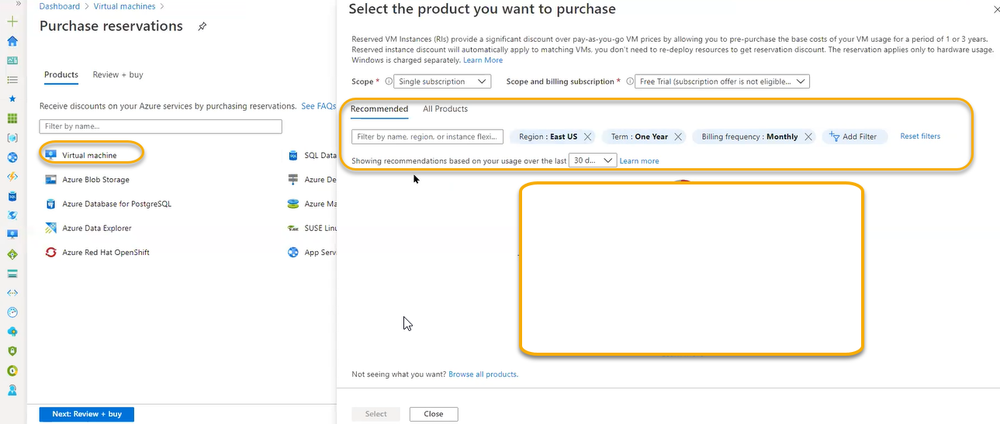 Dashboard > Virtual machines >
Purchase reservations
Products Review + buy
Receive discounts on your Azure services by purchasing reservations. See FAQs
Filter by name...
Virtual machine
SQL Data
Azure Blob Storage
Azure De
Azure Database for PostgreSQL
Azure Ma
Azure Data Explorer
SUSE Linu
Azure Red Hat OpenShift
App Serv
Next: Review + buy
Select the product you want to purchase
Reserved VM Instances (RIs) provide a significant discount over pay-as-you-go VM prices by allowing you to pre-purchase the base costs of your VM usage for a period of 1 or 3 years.
Reserved instance discount will automatically apply to matching VMs, you don't need to re-deploy resources to get reservation discount. The reservation applies only to hardware usage.
Windows is charged separately. Learn More
Scope * Single subscription Scope and billing subscription * Free Trial (subscription offer is not eligible...
Recommended All Products
Filter by name, region, or instance flexi... Region : East US Term : One Year Billing frequency : Monthly Add Filter Reset filters
Showing recommendations based on your usage over the last 30 d... Learn more
Not seeing what you want? Browse all products.
Select Close